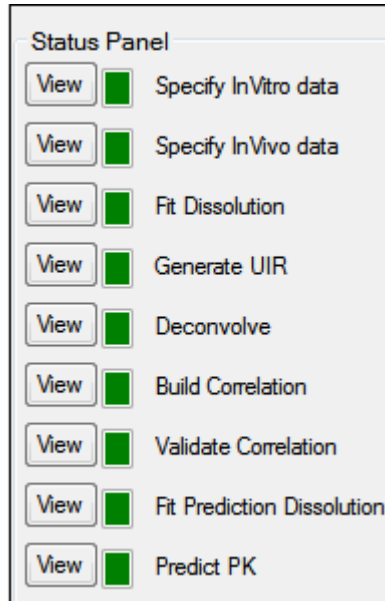 Status Panel
View Specify InVitro data
View Specify InVivo data
View Fit Dissolution
View Generate UIR
View Deconvolve
View Build Correlation
View Validate Correlation
View Fit Prediction Dissolution
View Predict PK